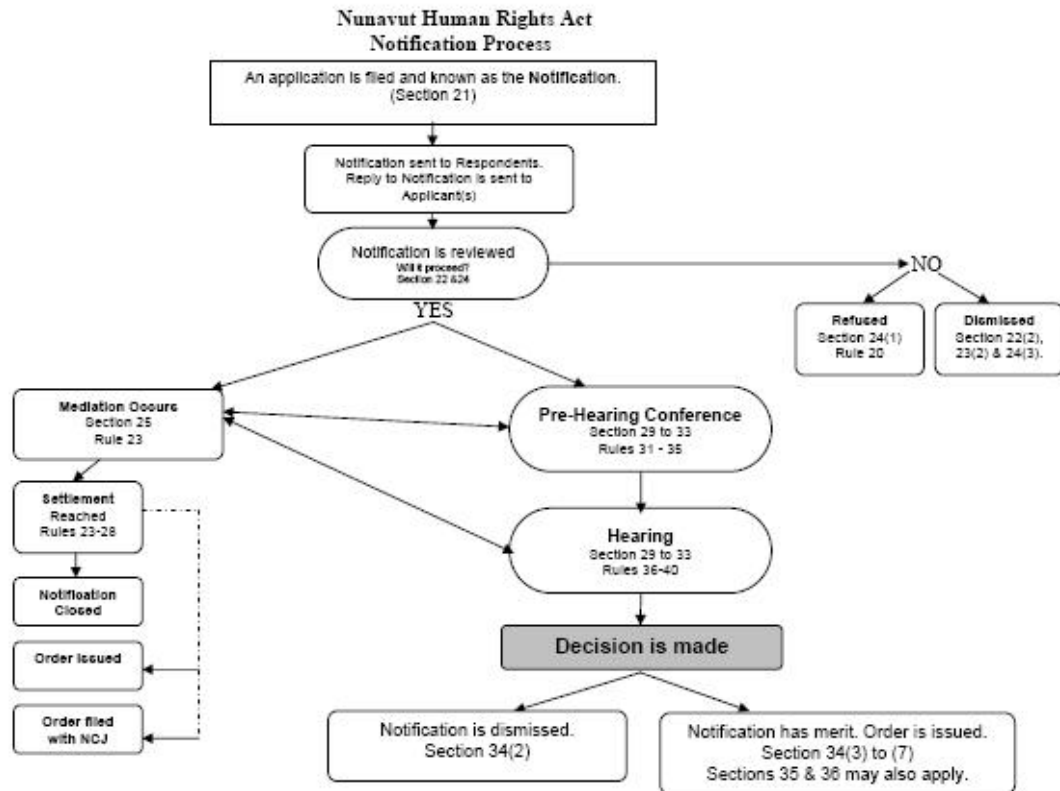 Nunavut Human Rights Act
Notification Process
An application is filed and known as the Notification.
(Section 21)
Notification sent to Respondents.
Reply to Notification is sent to
Applicant(s)
Notification is reviewed
Will it proceed?
Section 22 &24
NO
YES
Refused
Section 24(1)
Rule 20
Dismissed
Section 22(2),
23(2) & 24(3).
Mediation Occurs
Section 25
Rule 23
Pre-Hearing Conference
Section 29 to 33
Rules 31 - 35
Settlement
Reached
Rules 23-28
Hearing
Section 29 to 33
Rules 36-40
Notification
Closed
Order Issued
Order filed
with NCJ
Decision is made
Notification is dismissed.
Section 34(2)
Notification has merit. Order is issued.
Section 34(3) to (7)
Sections 35 & 36 may also apply.